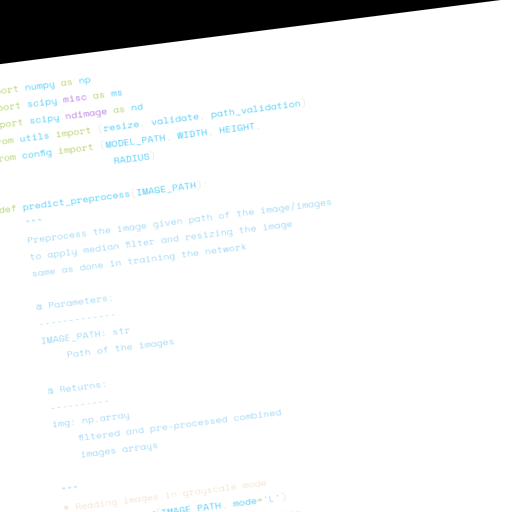 ort numpy as np
port scipy misc as ms
port scipy ndimage as nd
rom utils import (resize, validate, path_validation)
rom config import (MODEL_PATH, WIDTH, HEIGHT,
RADIUS)
def predict_preprocess(IMAGE_PATH):
"""
Preprocess the image given path of the image/images
to apply median filter and resizing the image
same as done in training the network
@ Parameters:
-------------
IMAGE_PATH: str
Path of the images
@ Returns:
----------
img: np.array
filtered and pre-processed combined
images arrays
"""
# Reading images in grayscale mode
(IMAGE_PATH, mode='L')